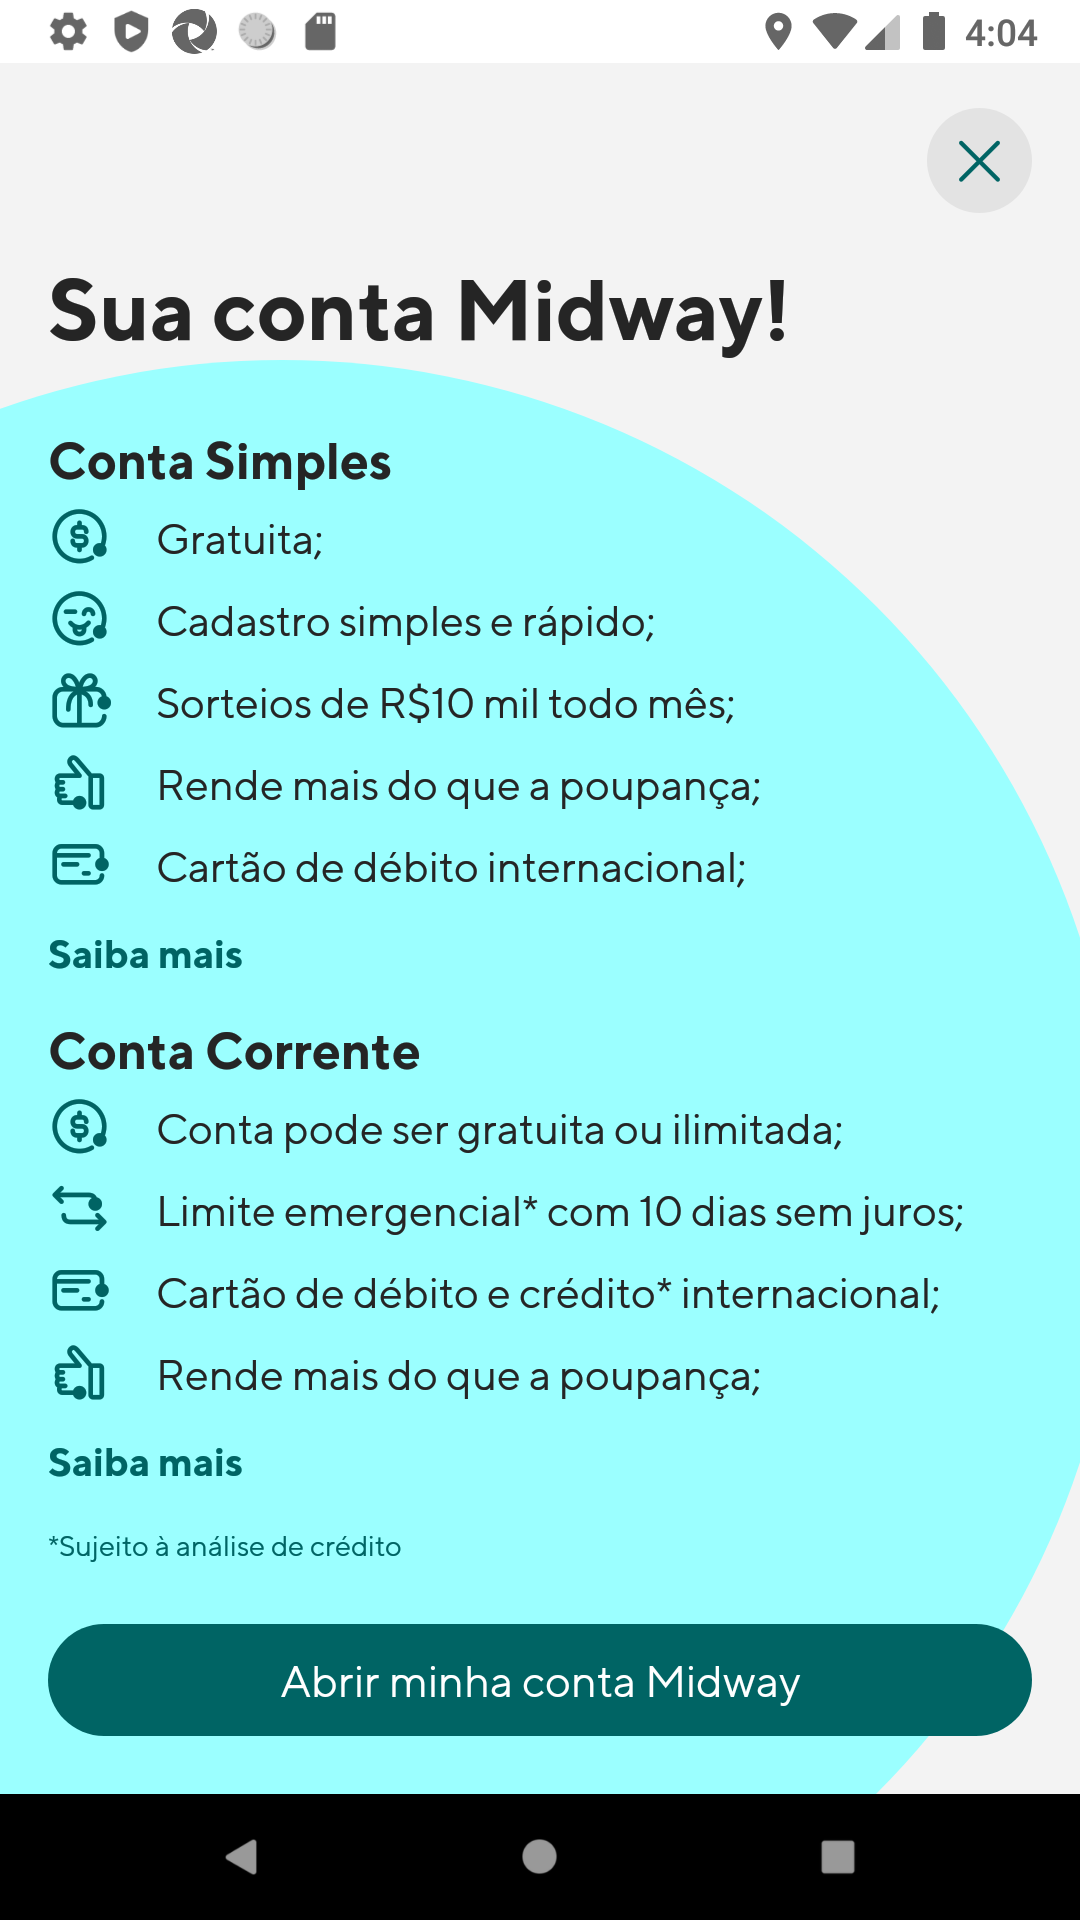 4:04
Sua conta Midway!
Conta Simples
Gratuita;
Cadastro simples e rápido;
Sorteios de R$10 mil todo mês;
Rende mais do que a poupança;
Cartão de débito internacional;
Saiba mais
Conta Corrente
Conta pode ser gratuita ou ilimitada;
Limite emergencial* com 10 dias sem juros;
Cartão de débito e crédito* internacional;
Rende mais do que a poupança;
Saiba mais
*Sujeito à análise de crédito
Abrir minha conta Midway